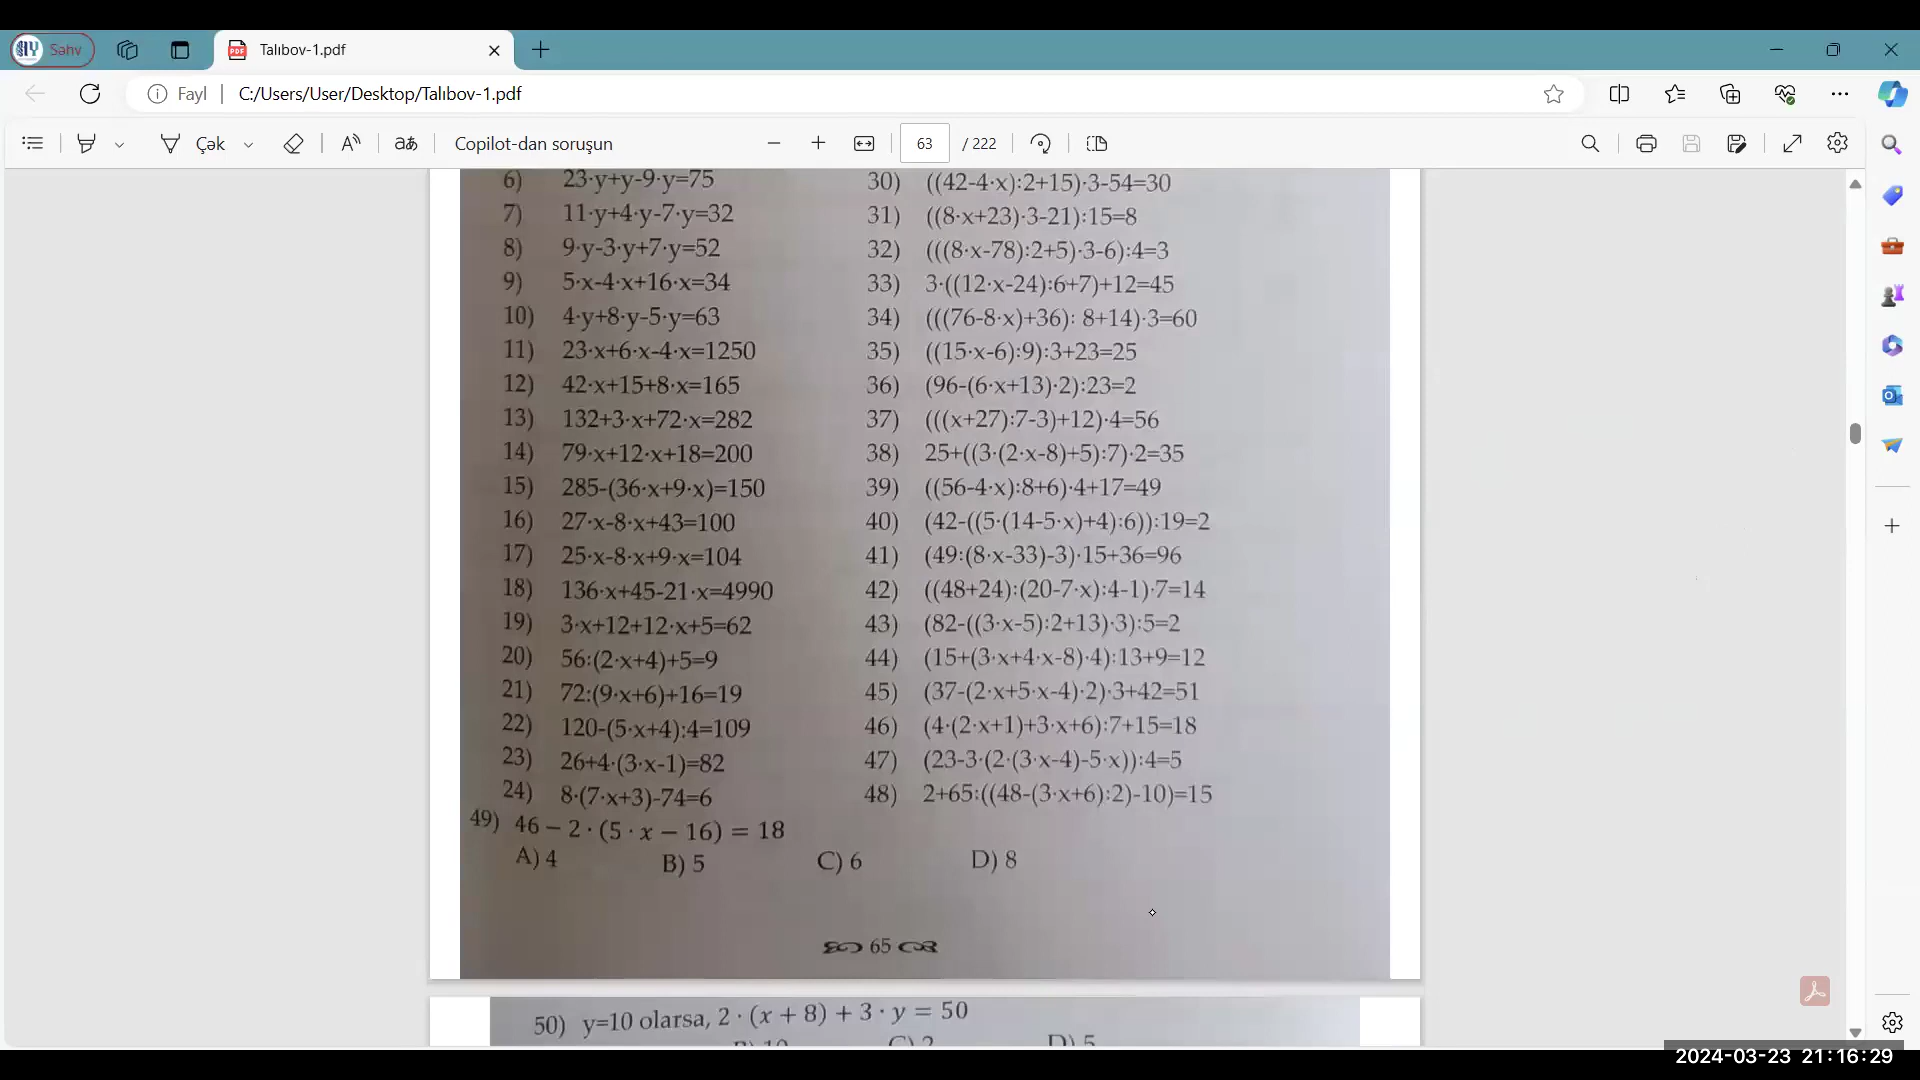 Səhv
Talıbov-1.pdf
Fayl
C:/Users/User/Desktop/Talıbov-1.pdf
Çək
Copilot-dan soruşun
63 / 222
6) 23·y+y-9·y=75
7) 11·y+4·y-7·y=32
8) 9·y-3·y+7·y=52
9) 5·x-4·x+16·x=34
10) 4·y+8·y-5·y=63
11) 23·x+6·x-4·x=1250
12) 42·x+15+8·x=165
13) 132+3·x+72·x=282
14) 79·x+12·x+18=200
15) 285-(36·x+9·x)=150
16) 27·x-8·x+43=100
17) 25·x-8·x+9·x=104
18) 136·x+45-21·x=4990
19) 3·x+12+12·x+5=62
20) 56:(2·x+4)+5=9
21) 72:(9·x+6)+16=19
22) 120-(5·x+4):4=109
23) 26+4·(3·x-1)=82
24) 8·(7·x+3)-74=6
30) ((42-4·x):2+15)·3-54=30
31) ((8·x+23)·3-21):15=8
32) (((8·x-78):2+5)·3-6):4=3
33) 3·((12·x-24):6+7)+12=45
34) (((76-8·x)+36): 8+14)·3=60
35) ((15·x-6):9):3+23=25
36) (96-(6·x+13)·2):23=2
37) (((x+27):7-3)+12)·4=56
38) 25+((3·(2·x-8)+5):7)·2=35
39) ((56-4·x):8+6)·4+17=49
40) (42-((5·(14-5·x)+4):6)):19=2
41) (49:(8·x-33)-3)·15+36=96
42) ((48+24):(20-7·x):4-1)·7=14
43) (82-((3·x-5):2+13)·3):5=2
44) (15+(3·x+4·x-8)·4):13+9=12
45) (37-(2·x+5·x-4)·2)·3+42=51
46) (4·(2·x+1)+3·x+6):7+15=18
47) (23-3·(2·(3·x-4)-5·x)):4=5
48) 2+65:((48-(3·x+6):2)-10)=15
49) 46 – 2 · (5 · x – 16) = 18
A) 4 B) 5 C) 6 D) 8
65
50) y=10 olarsa, 2 · (x + 8) + 3 · y = 50
B) 10 C) 2 D) 5
2024-03-23 21:16:29